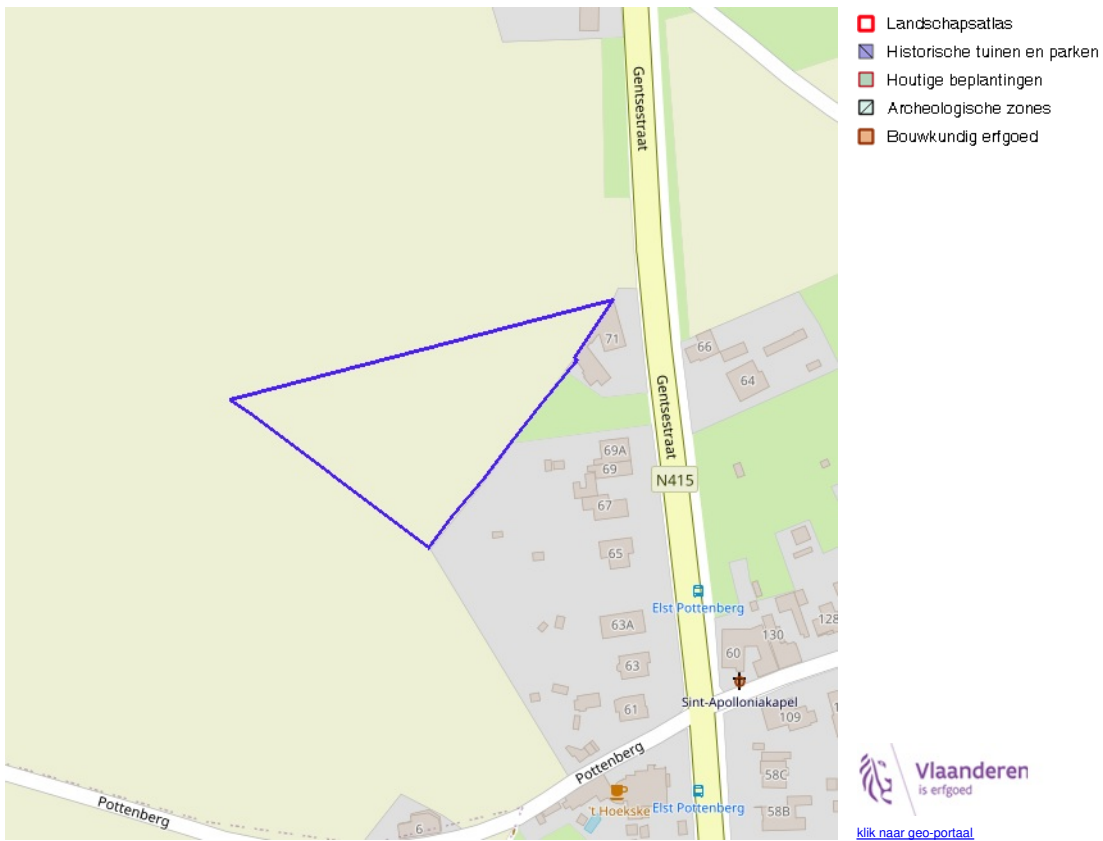 Landschapsatlas
Historische tuinen en parken
Houtige beplantingen
Archeologische zones
Bouwkundig erfgoed
Gentsestraat
71
66
64
Gentsestraat
69A
69
N415
67
65
Elst Pottenberg
63A
128
130
60
63
Sint-Apolloniakapel
61
109
Pottenberg
58C
't Hoekske
Elst Pottenberg
58B
Pottenberg
6
Vlaanderen
is erfgoed
klik naar geo-portaal